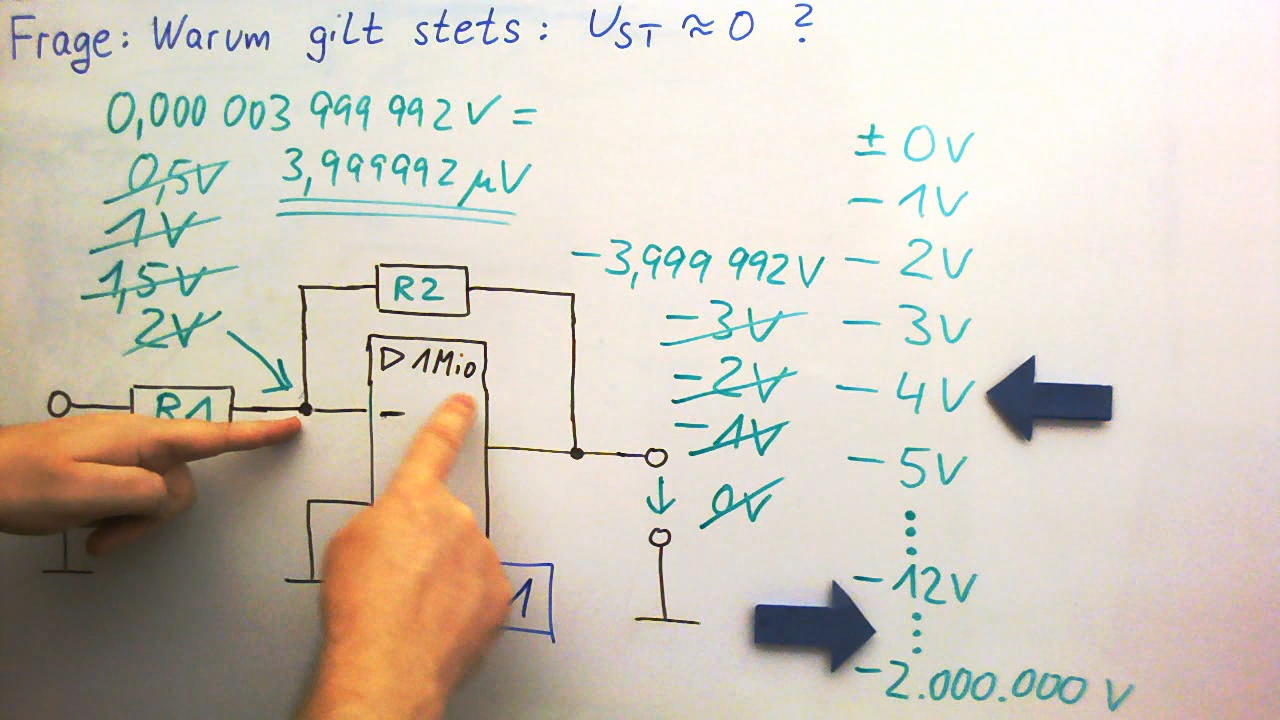 Frage: Warum gilt stets: U_ST ≈ 0 ?
0,000 003 999 992 V =
3,999992 μV
0,5V
1V
1,5V
2V
R2
▷ 1Mio
R1
-
1
-3,999 992V
-3V
-2V
-1V
0V
± 0V
-1V
-2V
-3V
-4V
-5V
-12V
-2.000.000 V